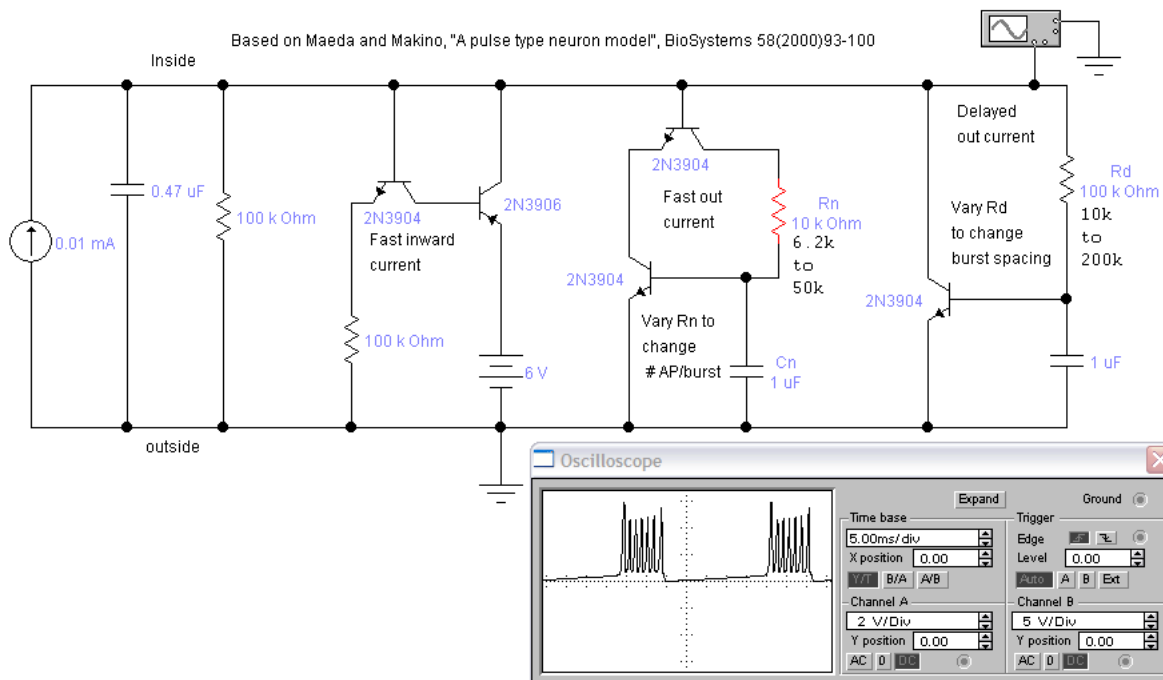 Based on Maeda and Makino, "A pulse type neuron model", BioSystems 58(2000)93-100
Inside
0.01 mA
0.47 uF
100 k Ohm
2N3904
Fast inward
current
100 k Ohm
2N3906
6 V
2N3904
Fast out
current
Rn
10 k Ohm
6.2k
to
50k
2N3904
Vary Rn to
change
# AP/burst
Cn
1 uF
Delayed
out current
Rd
100 k Ohm
10k
to
200k
Vary Rd
to change
burst spacing
2N3904
1 uF
outside
Oscilloscope
Expand
Ground
Time base
5.00ms/div
X position 0.00
Y/T B/A A/B
Trigger
Edge
Level 0.00
Auto A B Ext
Channel A
2 V/Div
Y position 0.00
AC 0 DC
Channel B
5 V/Div
Y position 0.00
AC 0 DC